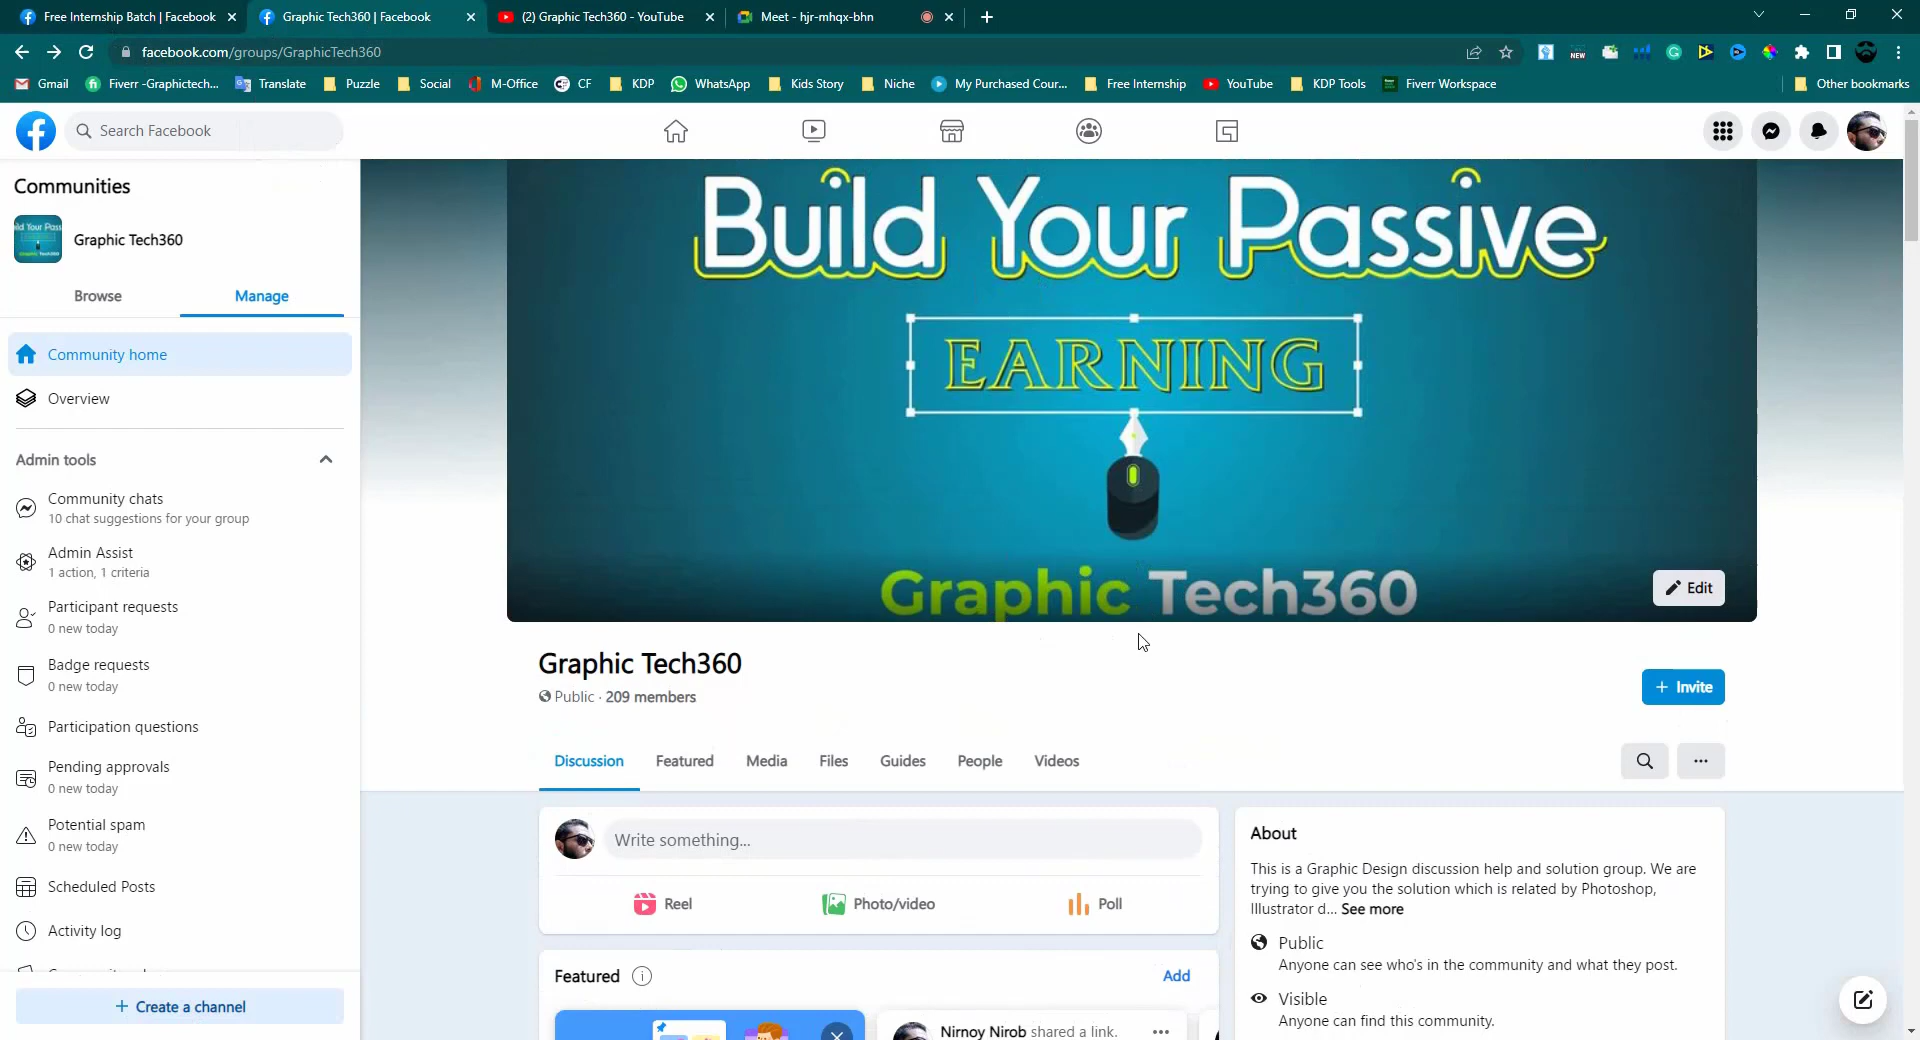 Free Internship Batch | Facebook
Graphic Tech360 | Facebook
(2) Graphic Tech360 - YouTube
Meet - hjr-mhqx-bhn
facebook.com/groups/GraphicTech360
NEW
Gmail
Fiverr -Graphictech...
Translate
Puzzle
Social
M-Office
CF
KDP
WhatsApp
Kids Story
Niche
My Purchased Cour...
Free Internship
YouTube
KDP Tools
Fiverr Workspace
Other bookmarks
Search Facebook
Communities
Graphic Tech360
Browse
Manage
Community home
Overview
Admin tools
Community chats
10 chat suggestions for your group
Admin Assist
1 action, 1 criteria
Participant requests
0 new today
Badge requests
0 new today
Participation questions
Pending approvals
0 new today
Potential spam
0 new today
Scheduled Posts
Activity log
+ Create a channel
Build Your Passive
EARNING
Graphic Tech360
Edit
Graphic Tech360
Public · 209 members
+ Invite
Discussion
Featured
Media
Files
Guides
People
Videos
Write something...
Reel
Photo/video
Poll
Featured
Add
Nirnoy Nirob shared a link.
About
This is a Graphic Design discussion help and solution group. We are
trying to give you the solution which is related by Photoshop,
Illustrator d... See more
Public
Anyone can see who's in the community and what they post.
Visible
Anyone can find this community.